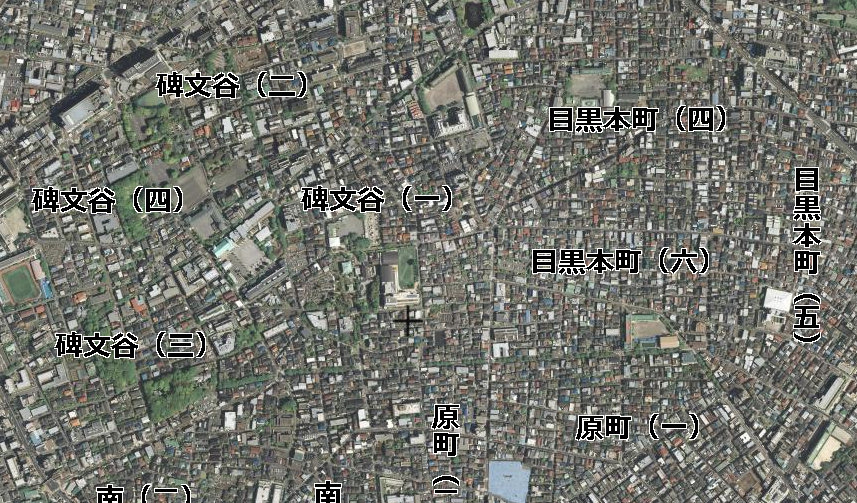 碑文谷（二）
目黒本町（四）
碑文谷（四）
碑文谷（一）
目黒本町（五）
目黒本町（六）
碑文谷（三）
原町（一）
原町（
南（二）
南